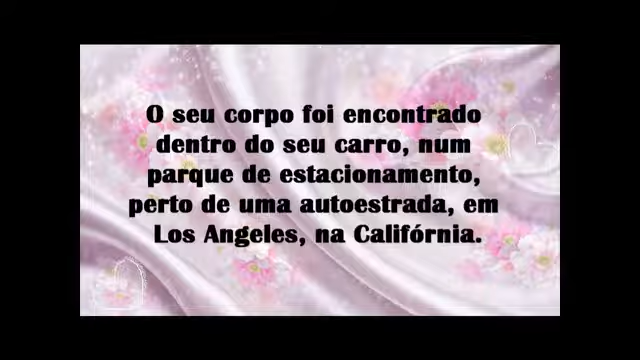 O seu corpo foi encontrado
dentro do seu carro, num
parque de estacionamento,
perto de uma autoestrada, em
Los Angeles, na Califórnia.